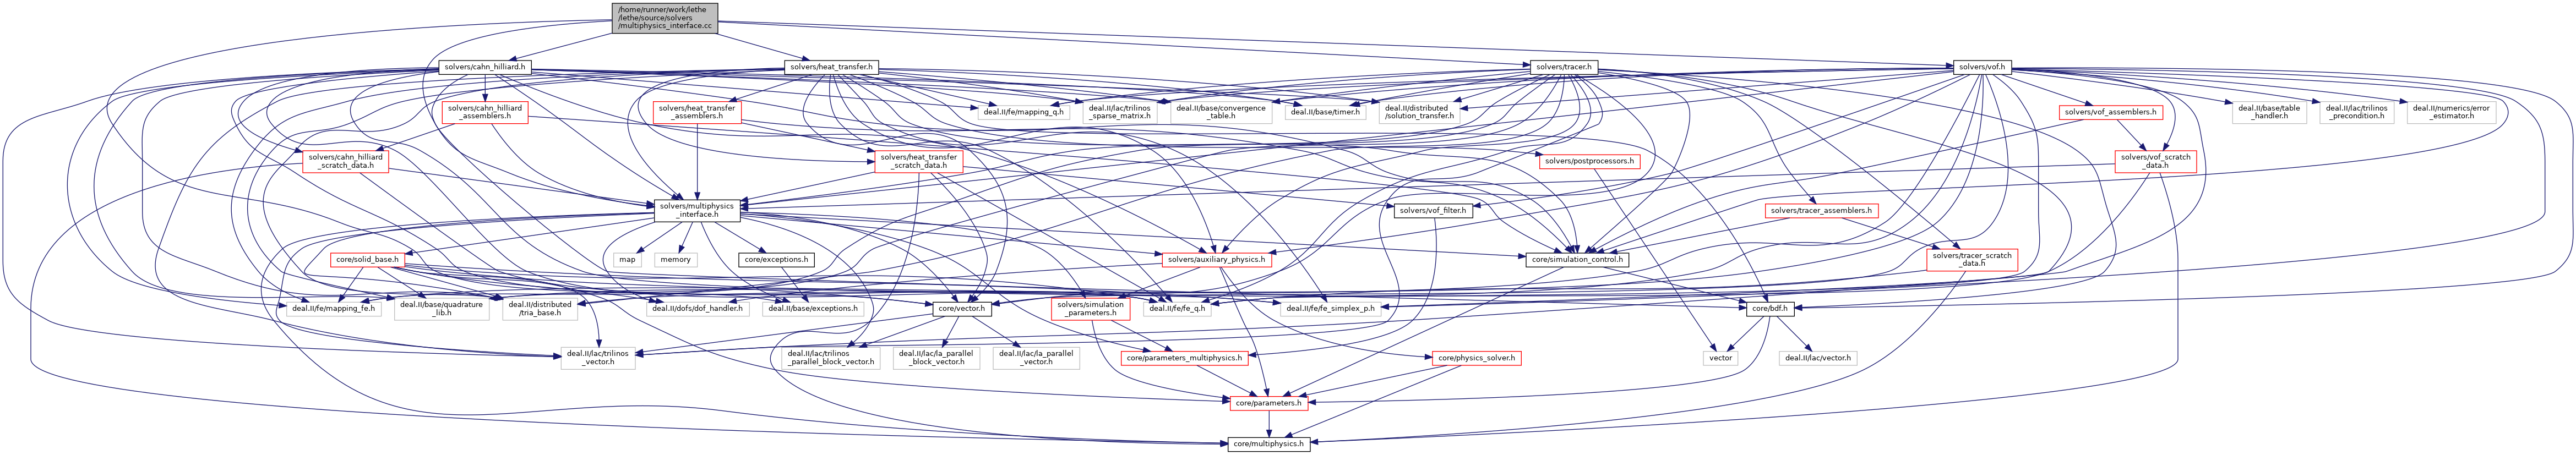 /home/runner/work/lethe
/lethe/source/solvers
/multiphysics_interface.cc
solvers/cahn_hilliard.h
solvers/heat_transfer.h
solvers/tracer.h
solvers/vof.h
solvers/cahn_hilliard
_assemblers.h
solvers/heat_transfer
_assemblers.h
deal.II/fe/mapping_q.h
deal.II/lac/trilinos
_sparse_matrix.h
deal.II/base/convergence
_table.h
deal.II/base/timer.h
deal.II/distributed
/solution_transfer.h
solvers/vof_assemblers.h
deal.II/base/table
_handler.h
deal.II/lac/trilinos
_precondition.h
deal.II/numerics/error
_estimator.h
solvers/cahn_hilliard
_scratch_data.h
solvers/heat_transfer
_scratch_data.h
solvers/postprocessors.h
solvers/vof_scratch
_data.h
solvers/multiphysics
_interface.h
solvers/vof_filter.h
solvers/tracer_assemblers.h
core/solid_base.h
map
memory
core/exceptions.h
solvers/auxiliary_physics.h
core/simulation_control.h
solvers/tracer_scratch
_data.h
deal.II/fe/mapping_fe.h
deal.II/base/quadrature
_lib.h
deal.II/distributed
/tria_base.h
deal.II/dofs/dof_handler.h
deal.II/base/exceptions.h
core/vector.h
solvers/simulation
_parameters.h
deal.II/fe/fe_q.h
deal.II/fe/fe_simplex_p.h
core/bdf.h
deal.II/lac/trilinos
_vector.h
deal.II/lac/trilinos
_parallel_block_vector.h
deal.II/lac/la_parallel
_block_vector.h
deal.II/lac/la_parallel
_vector.h
core/parameters_multiphysics.h
core/physics_solver.h
vector
deal.II/lac/vector.h
core/parameters.h
core/multiphysics.h